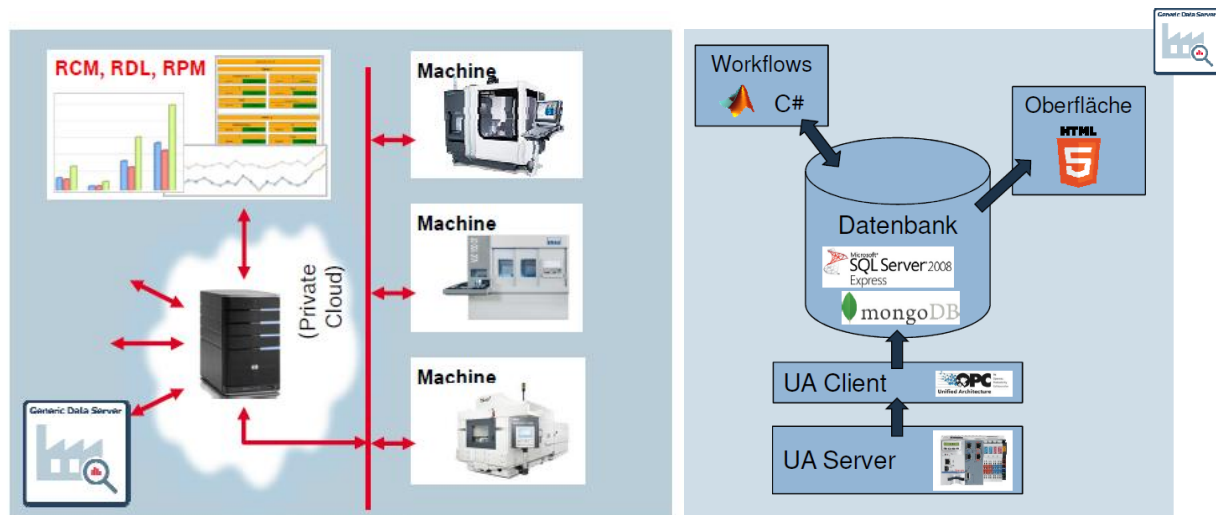 RCM, RDL, RPM
Machine
Machine
Machine
(Private
Cloud)
Generic Data Server
Generic Data Server
Workflows
C#
Oberfläche
HTML
5
Datenbank
Microsoft®
SQL Server® 2008
Express
mongoDB
UA Client
OPC
Unified Architecture
UA Server